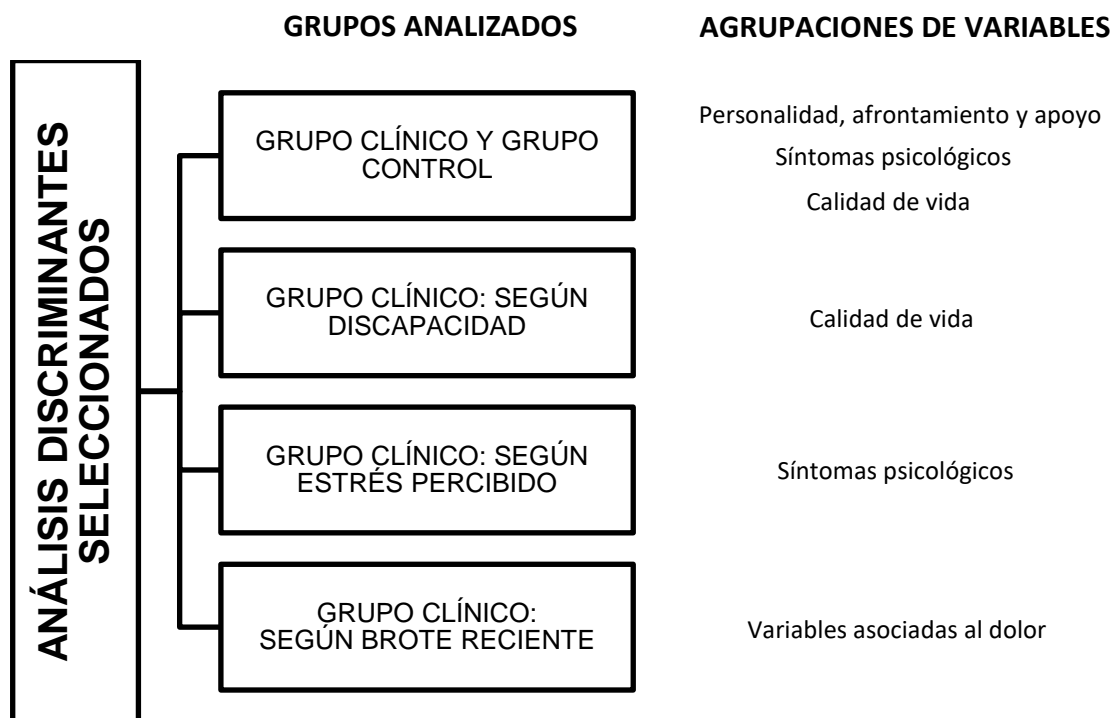 GRUPOS ANALIZADOS
AGRUPACIONES DE VARIABLES
ANÁLISIS DISCRIMINANTES
SELECCIONADOS
GRUPO CLÍNICO Y GRUPO
CONTROL
Personalidad, afrontamiento y apoyo
Síntomas psicológicos
Calidad de vida
GRUPO CLÍNICO: SEGÚN
DISCAPACIDAD
Calidad de vida
GRUPO CLÍNICO: SEGÚN
ESTRÉS PERCIBIDO
Síntomas psicológicos
GRUPO CLÍNICO:
SEGÚN BROTE RECIENTE
Variables asociadas al dolor